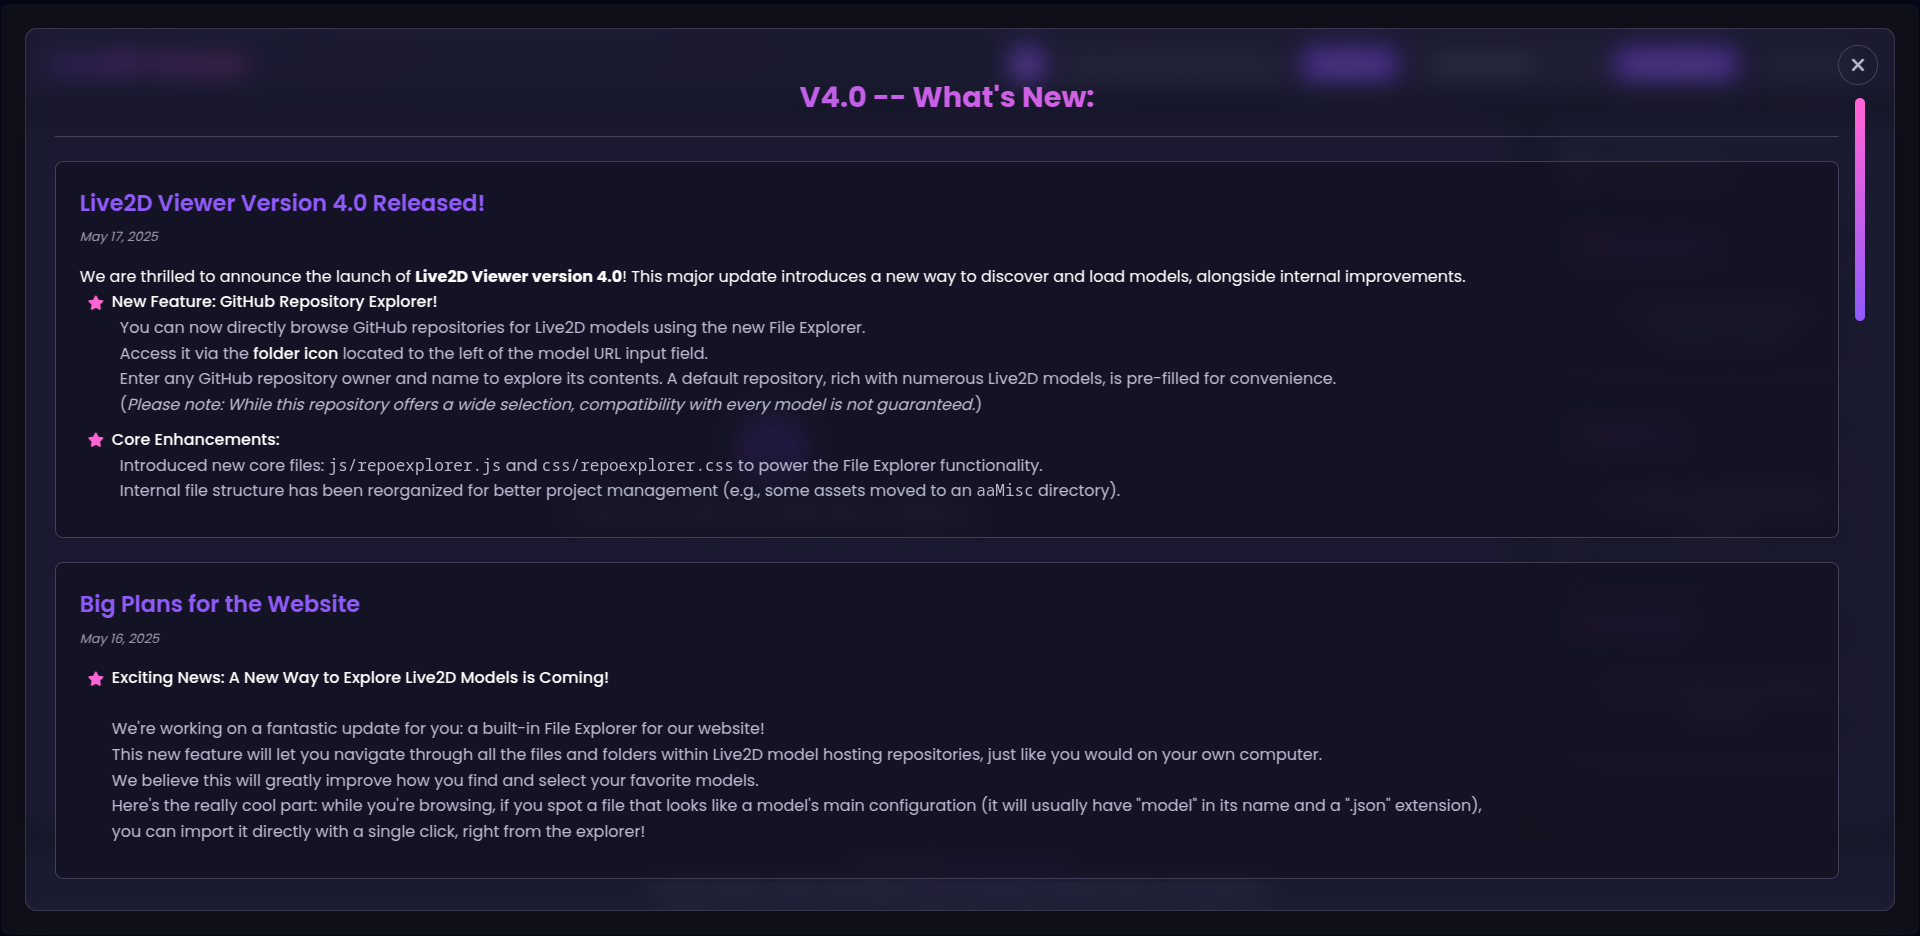 V4.0 -- What's New:
Live2D Viewer Version 4.0 Released!
May 17, 2025
We are thrilled to announce the launch of Live2D Viewer version 4.0! This major update introduces a new way to discover and load models, alongside internal improvements.
New Feature: GitHub Repository Explorer!
You can now directly browse GitHub repositories for Live2D models using the new File Explorer.
Access it via the folder icon located to the left of the model URL input field.
Enter any GitHub repository owner and name to explore its contents. A default repository, rich with numerous Live2D models, is pre-filled for convenience.
(Please note: While this repository offers a wide selection, compatibility with every model is not guaranteed.)
Core Enhancements:
Introduced new core files: js/repoexplorer.js and css/repoexplorer.css to power the File Explorer functionality.
Internal file structure has been reorganized for better project management (e.g., some assets moved to an aaMisc directory).
Big Plans for the Website
May 16, 2025
Exciting News: A New Way to Explore Live2D Models is Coming!
We're working on a fantastic update for you: a built-in File Explorer for our website!
This new feature will let you navigate through all the files and folders within Live2D model hosting repositories, just like you would on your own computer.
We believe this will greatly improve how you find and select your favorite models.
Here's the really cool part: while you're browsing, if you spot a file that looks like a model's main configuration (it will usually have "model" in its name and a ".json" extension),
you can import it directly with a single click, right from the explorer!